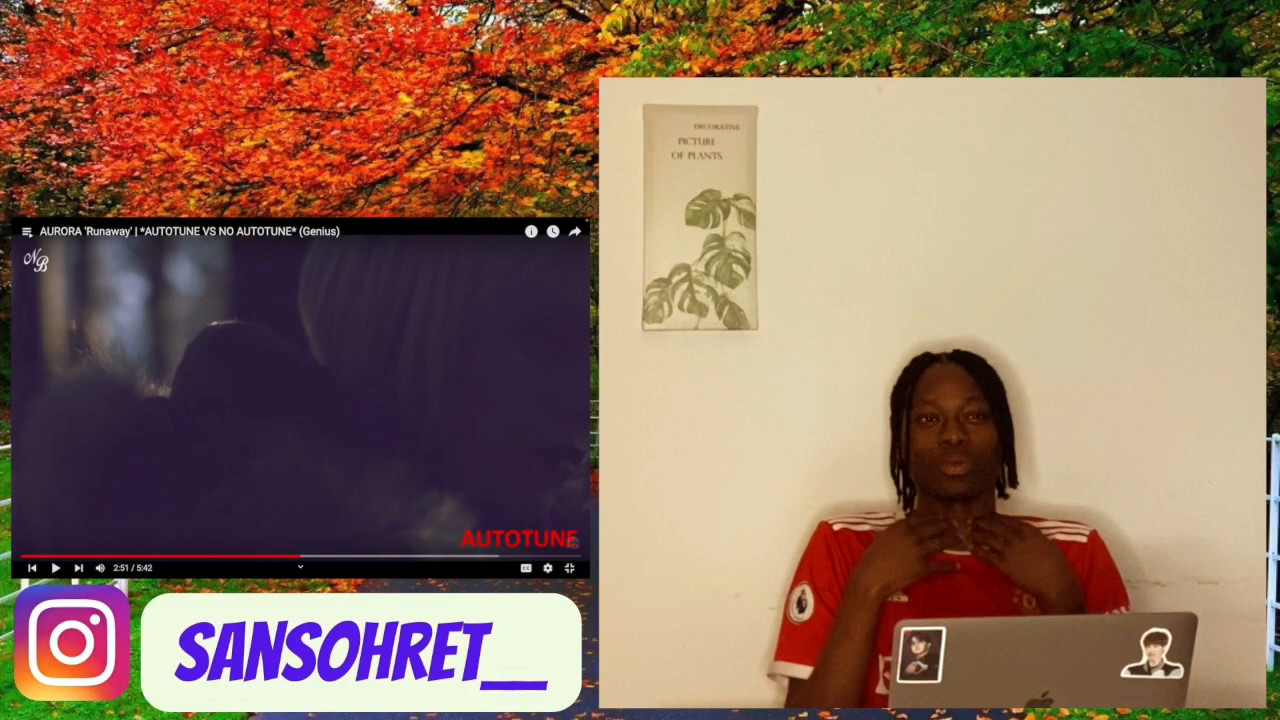 DECORATIVE
PICTURE
OF PLANTS
AURORA 'Runaway' | *AUTOTUNE VS NO AUTOTUNE* (Genius)
NB
AUTOTUNE
2:51 / 5:42
SANSOHRET__